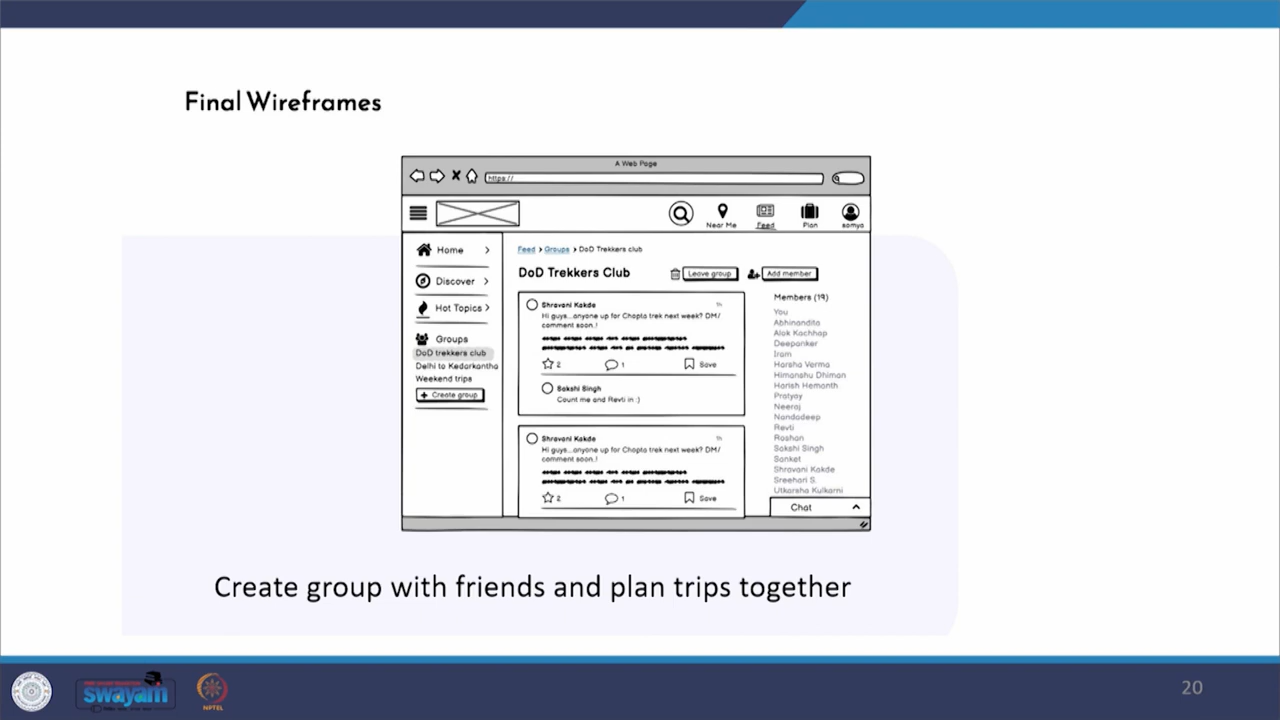 Final Wireframes
A Web Page
https://
Near Me
Feed
Plan
somya
Home
Discover
Hot Topics
Groups
DoD trekkers club
Delhi to Kedarkantha
Weekend trips
+ Create group
Feed > Groups > DoD Trekkers club
DoD Trekkers Club
Leave group
Add member
Shravani Kakde
1h
Hi guys...anyone up for Chopta trek next week? DM/
comment soon.!
2
1
Save
Sakshi Singh
Count me and Revti in :)
Shravani Kakde
1h
Hi guys...anyone up for Chopta trek next week? DM/
comment soon.!
2
1
Save
Members (19)
You
Abhinandita
Alok Kachhap
Deepanker
Iram
Harsha Verma
Himanshu Dhiman
Harish Hemanth
Pratyay
Neeraj
Nandadeep
Revti
Roshan
Sakshi Singh
Sanket
Shravani Kakde
Sreehari S.
Utkarsha Kulkarni
Chat
Create group with friends and plan trips together
swayam
NPTEL
20